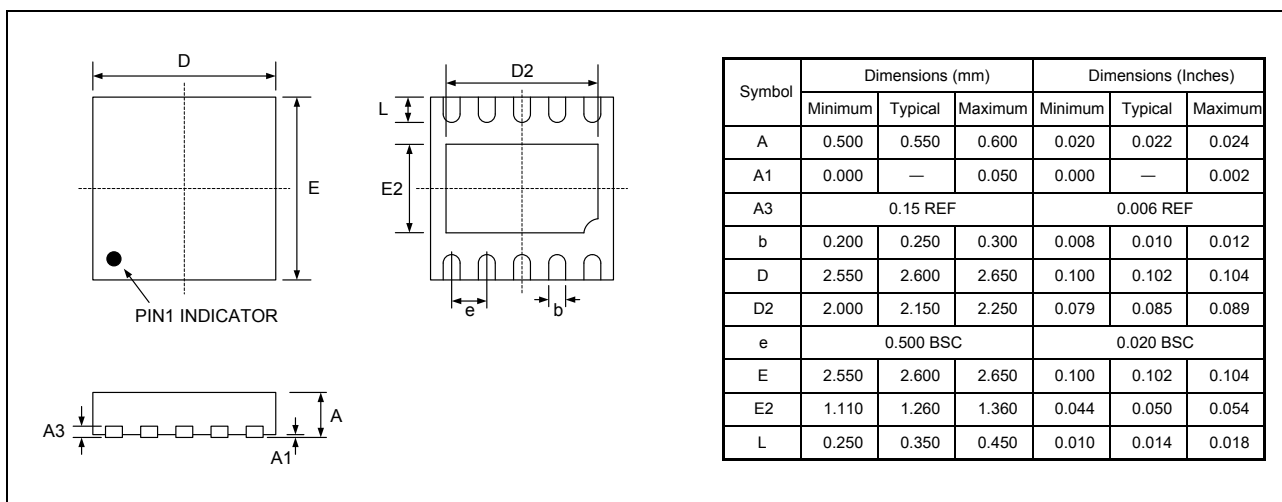 D
E
PIN1 INDICATOR
D2
L
E2
e
b
A3
A
A1
Symbol Dimensions (mm) Dimensions (Inches)
Minimum Typical Maximum Minimum Typical Maximum
A 0.500 0.550 0.600 0.020 0.022 0.024
A1 0.000 — 0.050 0.000 — 0.002
A3 0.15 REF 0.006 REF
b 0.200 0.250 0.300 0.008 0.010 0.012
D 2.550 2.600 2.650 0.100 0.102 0.104
D2 2.000 2.150 2.250 0.079 0.085 0.089
e 0.500 BSC 0.020 BSC
E 2.550 2.600 2.650 0.100 0.102 0.104
E2 1.110 1.260 1.360 0.044 0.050 0.054
L 0.250 0.350 0.450 0.010 0.014 0.018